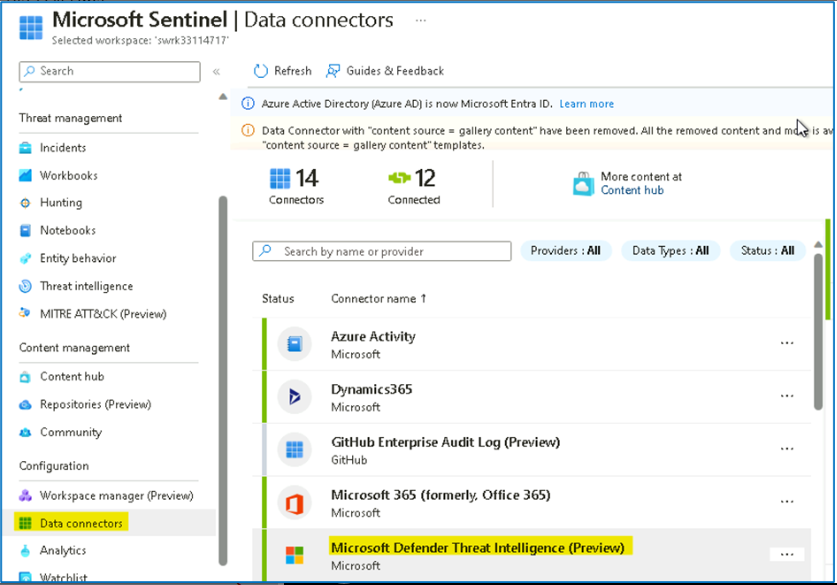 Microsoft Sentinel | Data connectors ...
Selected workspace: 'swrk33114717'
Search
«
Refresh
Guides & Feedback
Azure Active Directory (Azure AD) is now Microsoft Entra ID. Learn more
Data Connector with "content source = gallery content" have been removed. All the removed content and is av
"content source = gallery content" templates.
Threat management
Incidents
Workbooks
Hunting
Notebooks
Entity behavior
Threat intelligence
MITRE ATT&CK (Preview)
Content management
Content hub
Repositories (Preview)
Community
Configuration
Workspace manager (Preview)
Data connectors
Analytics
Watchlist
14
Connectors
12
Connected
More content at
Content hub
Search by name or provider
Providers : All
Data Types : All
Status : All
Status
Connector name ↑
Azure Activity
Microsoft
...
Dynamics365
Microsoft
...
GitHub Enterprise Audit Log (Preview)
GitHub
...
Microsoft 365 (formerly, Office 365)
Microsoft
...
Microsoft Defender Threat Intelligence (Preview)
Microsoft
...